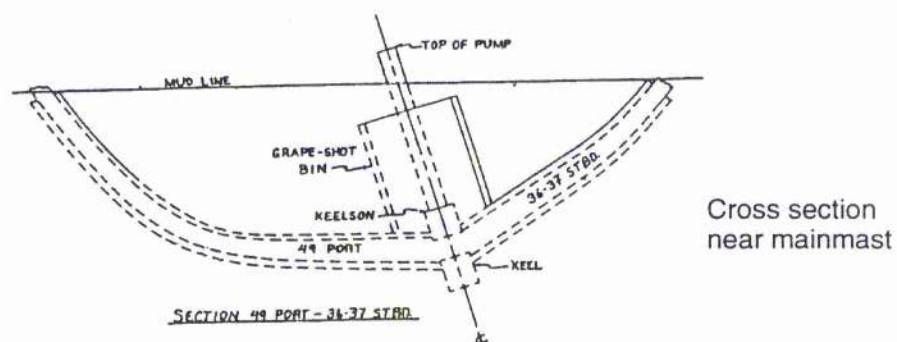 TOP OF PUMP
MUD LINE
GRAPE-SHOT
BIN
36-37 STBD.
KEELSON
Cross section
near mainmast
49 PORT
KEEL
SECTION 49 PORT - 36-37 STBD.
℄